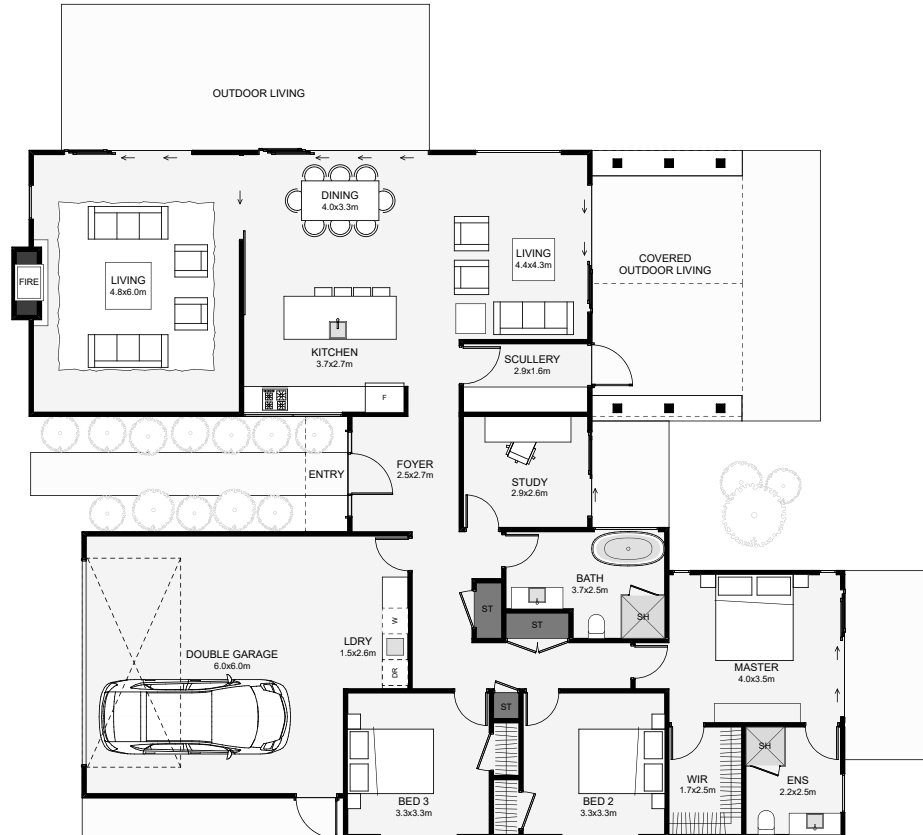 OUTDOOR LIVING
DINING
4.0x3.3m
LIVING
4.4x4.3m
COVERED
OUTDOOR LIVING
FIRE
LIVING
4.8x6.0m
KITCHEN
3.7x2.7m
SCULLERY
2.9x1.6m
F
ENTRY
FOYER
2.5x2.7m
STUDY
2.9x2.6m
BATH
3.7x2.5m
ST
ST
SH
W
LDRY
1.5x2.6m
DR
DOUBLE GARAGE
6.0x6.0m
MASTER
4.0x3.5m
ST
SH
WIR
1.7x2.5m
ENS
2.2x2.5m
BED 3
3.3x3.3m
BED 2
3.3x3.3m